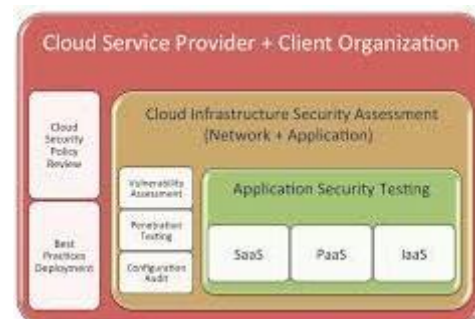 Cloud Service Provider + Client Organization
Cloud
Security
Policy
Review
Best
Practices
Deployment
Cloud Infrastructure Security Assessment
(Network + Application)
Vulnerability
Assessment
Penetration
Testing
Configuration
Audit
Application Security Testing
SaaS
PaaS
IaaS